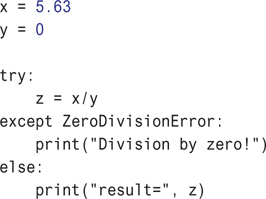 x = 5.63
y = 0

try:
    z = x/y
except ZeroDivisionError:
    print("Division by zero!")
else:
    print("result=", z)